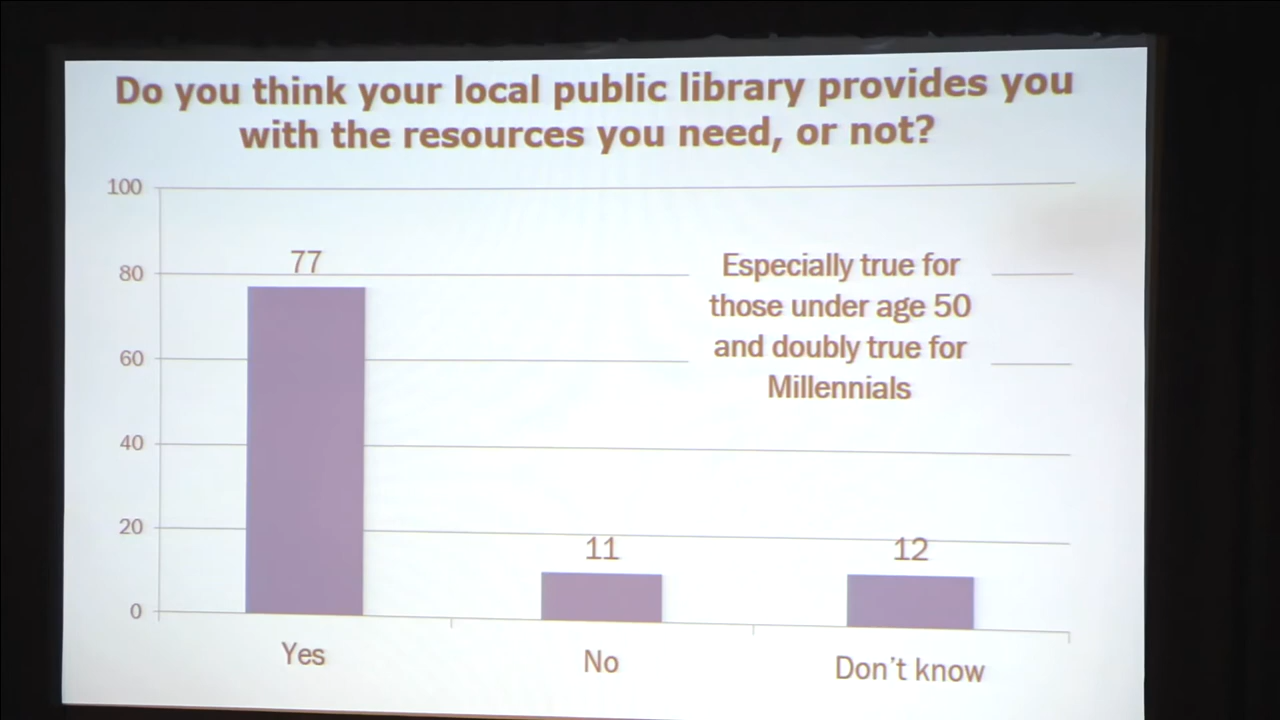 Do you think your local public library provides you
with the resources you need, or not?
100
80
60
40
20
0
77
11
12
Especially true for
those under age 50
and doubly true for
Millennials
Yes
No
Don't know